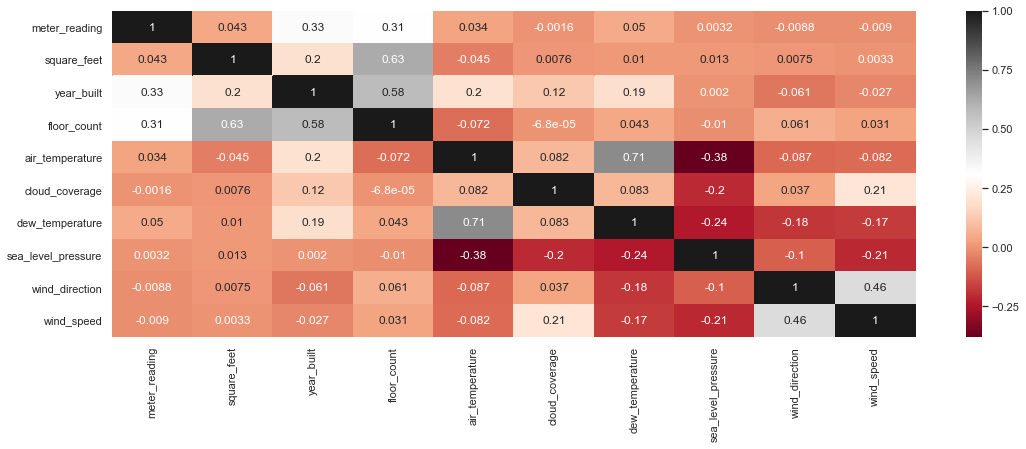 meter_reading 1 0.043 0.33 0.31 0.034 -0.0016 0.05 0.0032 -0.0088 -0.009
square_feet 0.043 1 0.2 0.63 -0.045 0.0076 0.01 0.013 0.0075 0.0033
year_built 0.33 0.2 1 0.58 0.2 0.12 0.19 0.002 -0.061 -0.027
floor_count 0.31 0.63 0.58 1 -0.072 -6.8e-05 0.043 -0.01 0.061 0.031
air_temperature 0.034 -0.045 0.2 -0.072 1 0.082 0.71 -0.38 -0.087 -0.082
cloud_coverage -0.0016 0.0076 0.12 -6.8e-05 0.082 1 0.083 -0.2 0.037 0.21
dew_temperature 0.05 0.01 0.19 0.043 0.71 0.083 1 -0.24 -0.18 -0.17
sea_level_pressure 0.0032 0.013 0.002 -0.01 -0.38 -0.2 -0.24 1 -0.1 -0.21
wind_direction -0.0088 0.0075 -0.061 0.061 -0.087 0.037 -0.18 -0.1 1 0.46
wind_speed -0.009 0.0033 -0.027 0.031 -0.082 0.21 -0.17 -0.21 0.46 1
meter_reading
square_feet
year_built
floor_count
air_temperature
cloud_coverage
dew_temperature
sea_level_pressure
wind_direction
wind_speed
1.00
0.75
0.50
0.25
0.00
-0.25